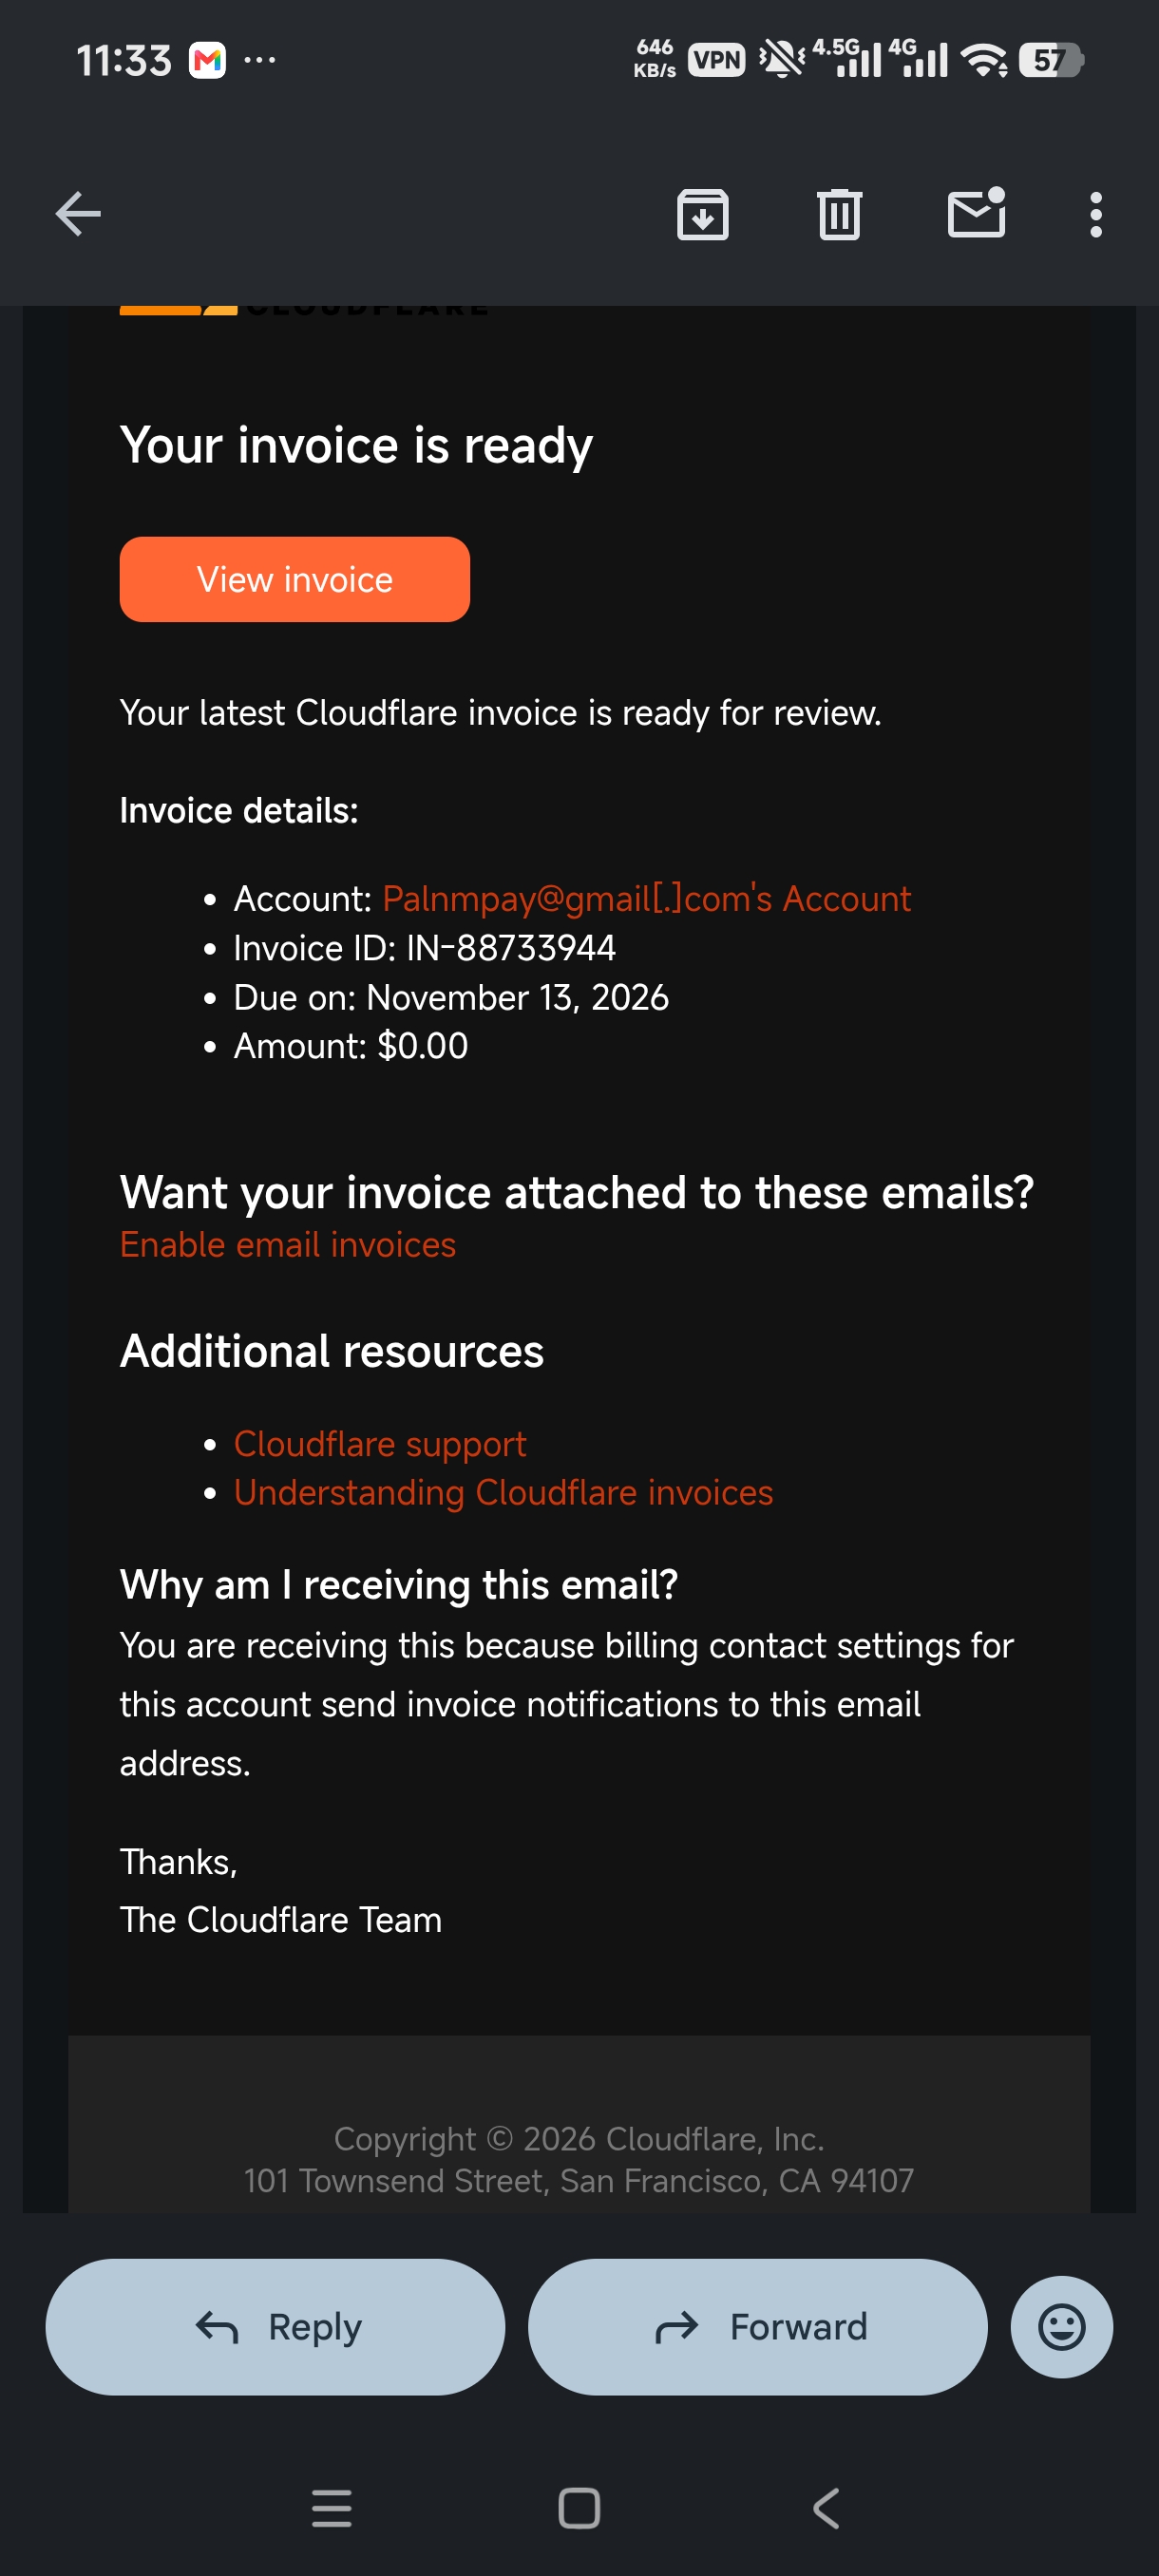 11:33
646
KB/s
VPN
4.5G
4G
57
CLOUDFLARE
Your invoice is ready
View invoice
Your latest Cloudflare invoice is ready for review.
Invoice details:
• Account: Palnmpay@gmail[.]com's Account
• Invoice ID: IN-88733944
• Due on: November 13, 2026
• Amount: $0.00
Want your invoice attached to these emails?
Enable email invoices
Additional resources
• Cloudflare support
• Understanding Cloudflare invoices
Why am I receiving this email?
You are receiving this because billing contact settings for
this account send invoice notifications to this email
address.
Thanks,
The Cloudflare Team
Copyright © 2026 Cloudflare, Inc.
101 Townsend Street, San Francisco, CA 94107
Reply
Forward